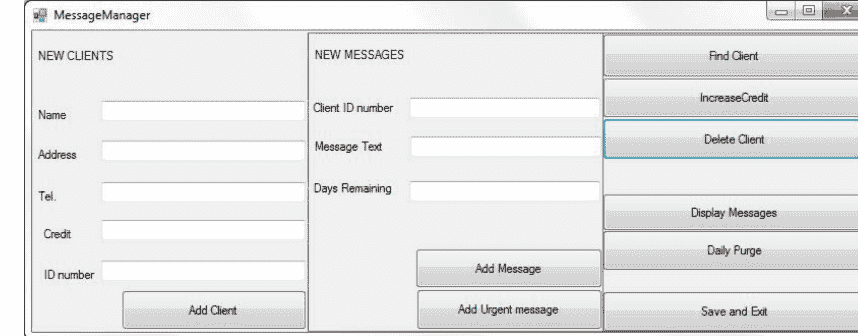 MessageManager
NEW CLIENTS
Name
Address
Tel.
Credit
ID number
Add Client
NEW MESSAGES
Client ID number
Message Text
Days Remaining
Add Message
Add Urgent message
Find Client
IncreaseCredit
Delete Client
Display Messages
Daily Purge
Save and Exit